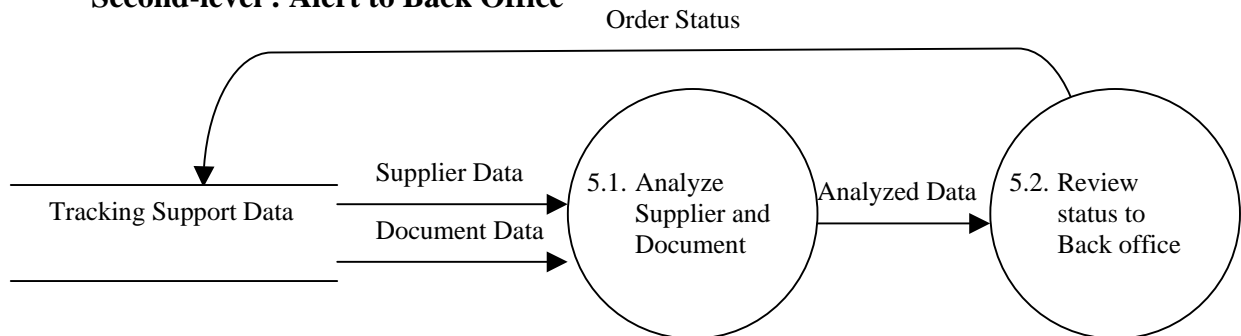 Second-level : Alert to Back Office
Order Status
Supplier Data
Tracking Support Data
Document Data
5.1. Analyze
Supplier and
Document
Analyzed Data
5.2. Review
status to
Back office